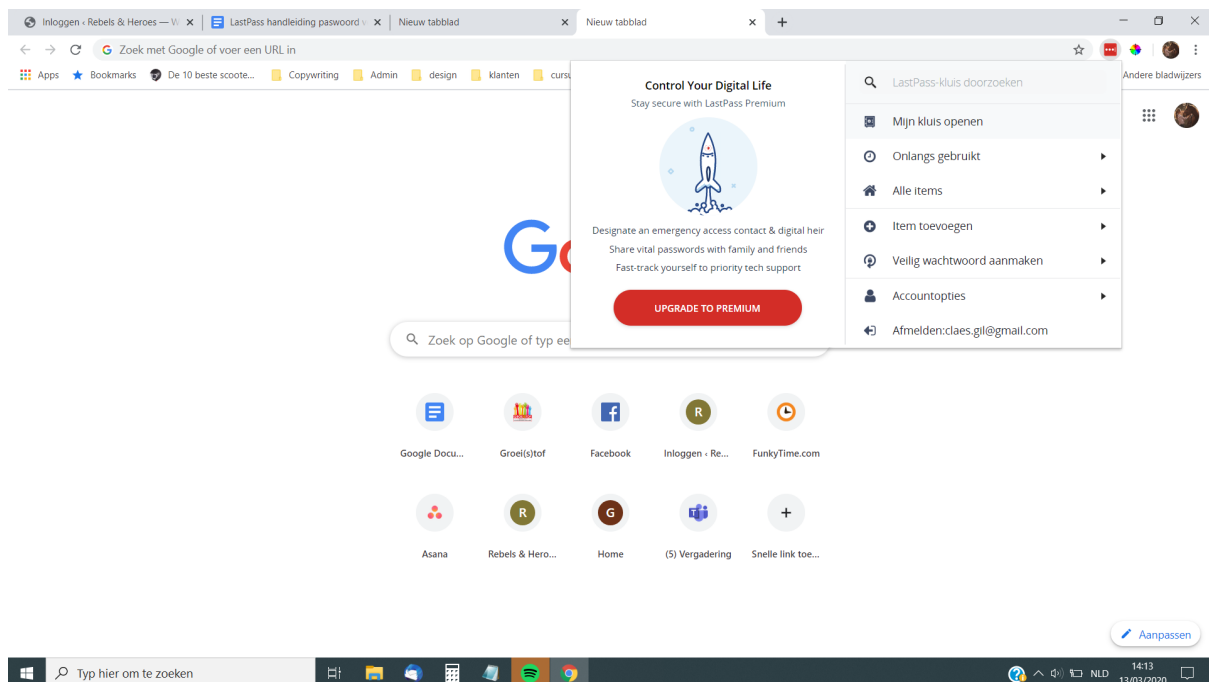 Inloggen ‹ Rebels & Heroes — W
LastPass handleiding paswoord v
Nieuw tabblad
Nieuw tabblad
Zoek met Google of voer een URL in
Apps
Bookmarks
De 10 beste scoote...
Copywriting
Admin
design
klanten
cursu
Andere bladwijzers
Control Your Digital Life
Stay secure with LastPass Premium
Designate an emergency access contact & digital heir
Share vital passwords with family and friends
Fast-track yourself to priority tech support
UPGRADE TO PREMIUM
LastPass-kluis doorzoeken
Mijn kluis openen
Onlangs gebruikt
Alle items
Item toevoegen
Veilig wachtwoord aanmaken
Accountopties
Afmelden:claes.gil@gmail.com
Go
Zoek op Google of typ ee
Google Docu...
Groei(s)tof
Facebook
R
Inloggen ‹ Re...
FunkyTime.com
Asana
R
Rebels & Hero...
G
Home
(5) Vergadering
Snelle link toe...
Aanpassen
Typ hier om te zoeken
NLD
14:13
13/03/2020